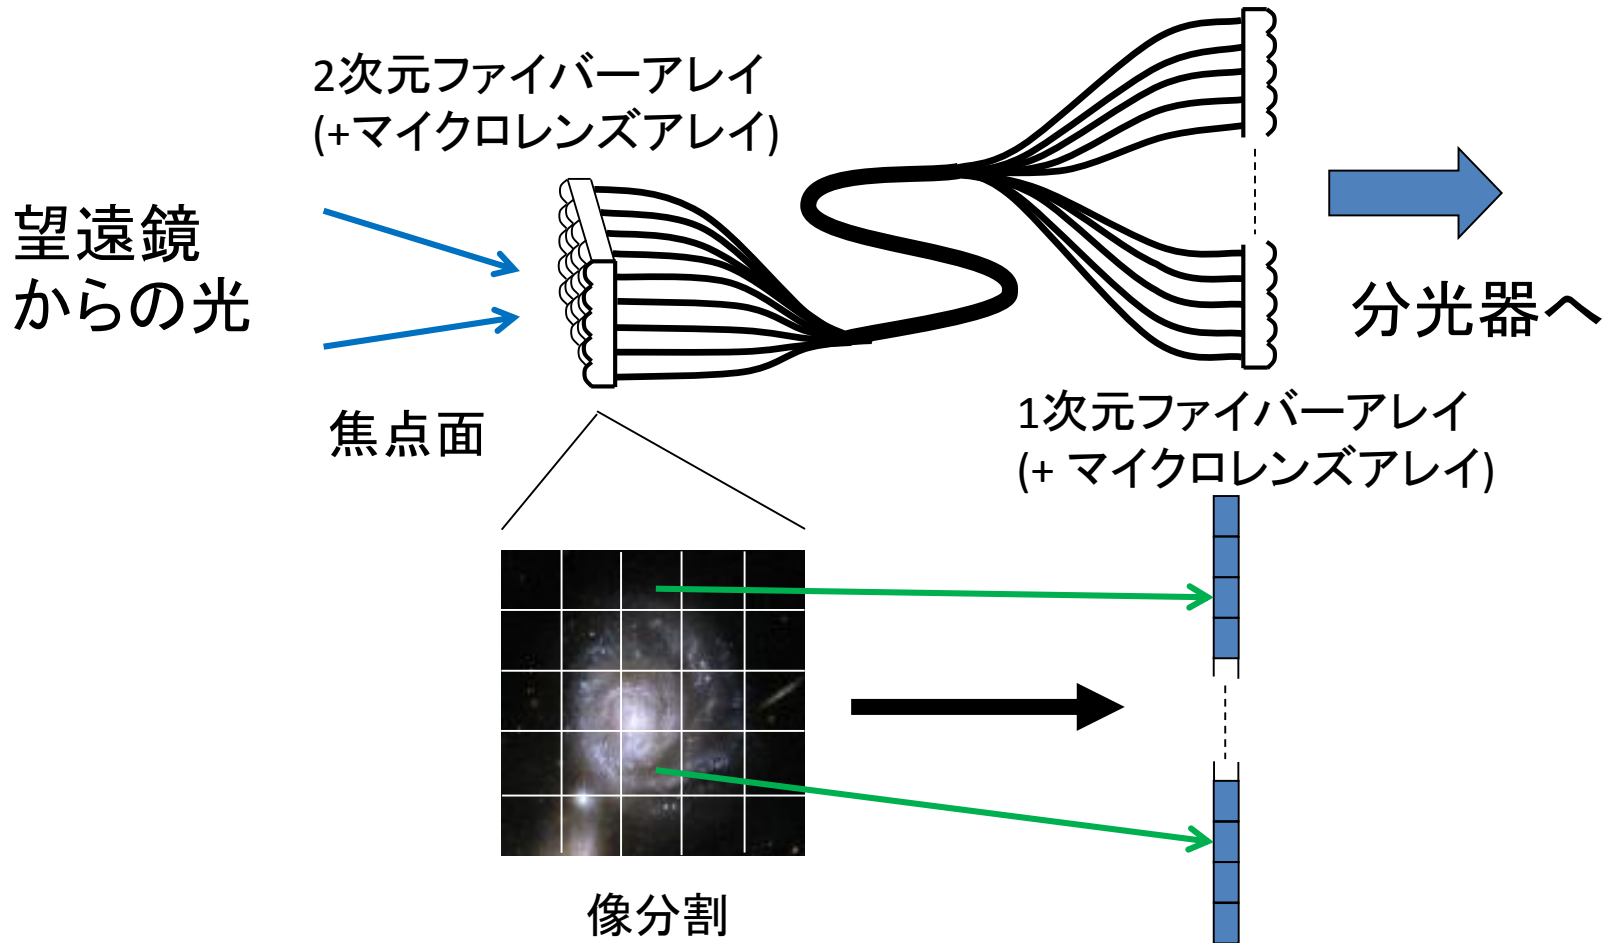 2次元ファイバーアレイ
(+マイクロレンズアレイ)
望遠鏡
からの光
焦点面
分光器へ
1次元ファイバーアレイ
(+ マイクロレンズアレイ)
像分割